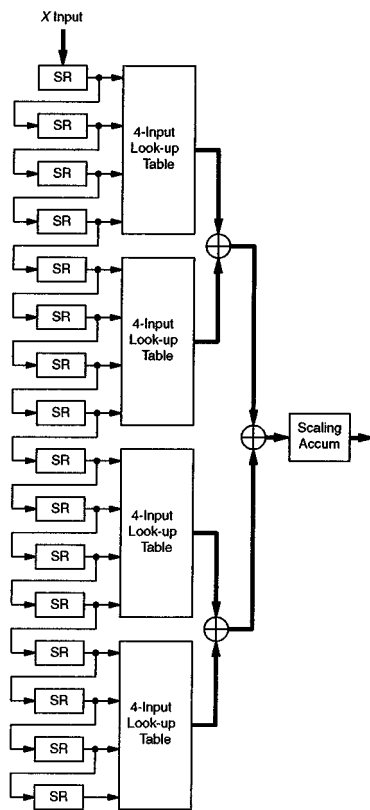 X Input
SR
SR
SR
SR
4-Input
Look-up
Table
SR
SR
SR
SR
4-Input
Look-up
Table
Scaling
Accum
SR
SR
SR
SR
4-Input
Look-up
Table
SR
SR
SR
SR
4-Input
Look-up
Table